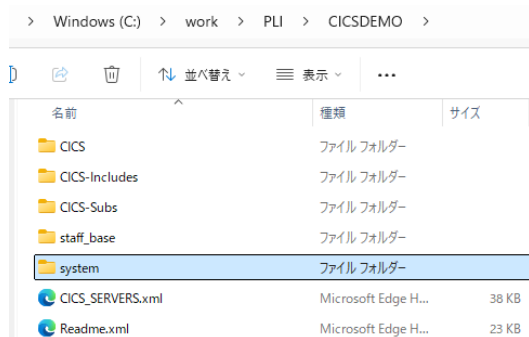 > Windows (C:) > work > PLI > CICSDEMO >
並べ替え 表示 ...
名前 種類 サイズ
CICS ファイル フォルダー
CICS-Includes ファイル フォルダー
CICS-Subs ファイル フォルダー
staff_base ファイル フォルダー
system ファイル フォルダー
CICS_SERVERS.xml Microsoft Edge H... 38 KB
Readme.xml Microsoft Edge H... 23 KB